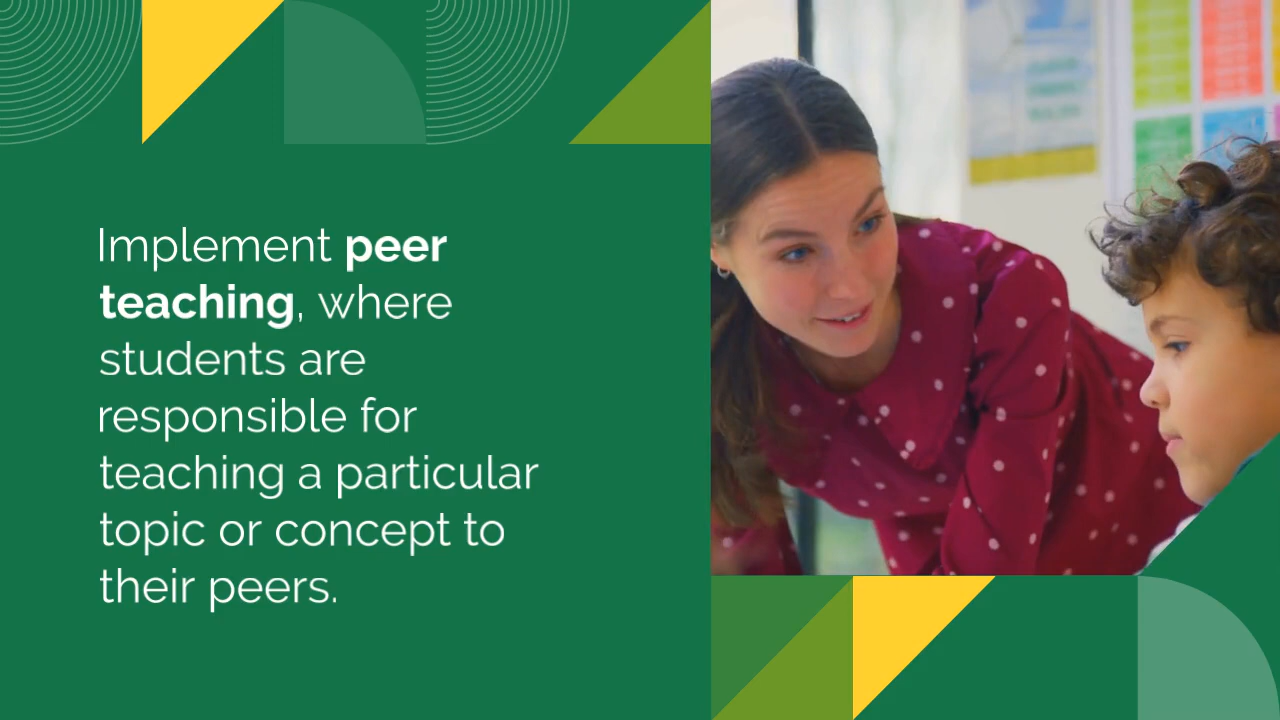 Implement peer
teaching, where
students are
responsible for
teaching a particular
topic or concept to
their peers.